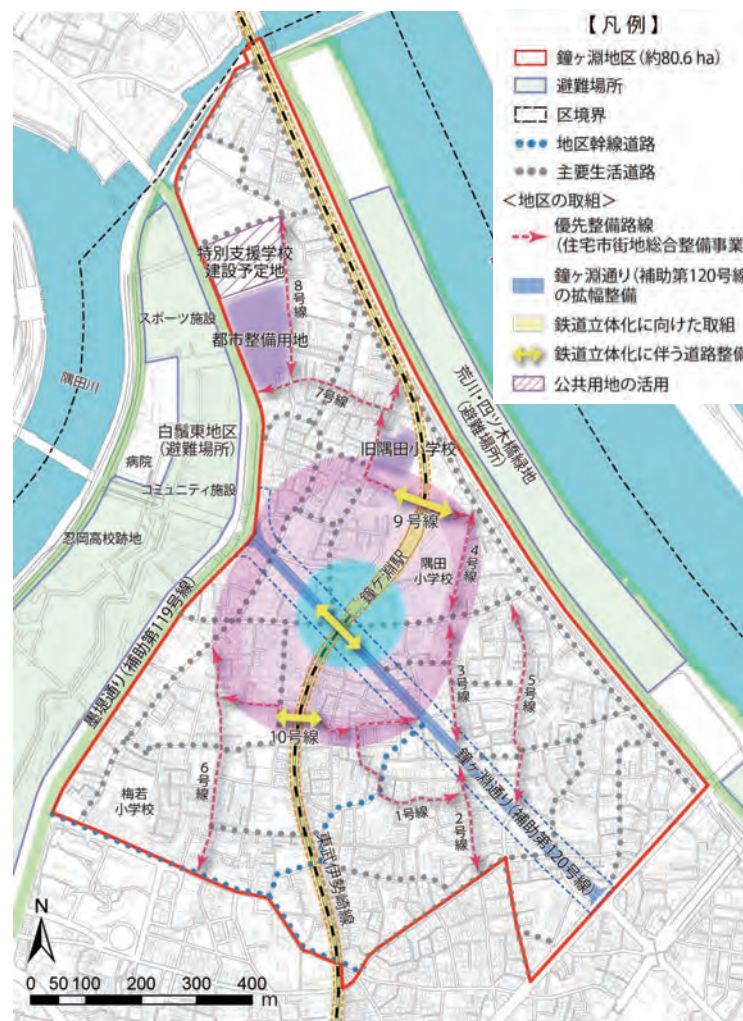 【凡例】
鐘ヶ淵地区(約80.6 ha)
避難場所
区境界
地区幹線道路
主要生活道路
<地区の取組>
優先整備路線
(住宅市街地総合整備事業
鐘ヶ淵通り(補助第120号線
の拡幅整備
鉄道立体化に向けた取組
鉄道立体化に伴う道路整備
公共用地の活用
特別支援学校
建設予定地
8号線
スポーツ施設
都市整備用地
隅田川
7号線
荒川・四ツ木橋緑地
(避難場所)
白鬚東地区
(避難場所)
病院
旧隅田小学校
コミュニティ施設
忍岡高校跡地
9号線
隅田
小学校
4号線
鐘ヶ淵駅
墨堤通り(補助第119号線)
3号線
5号線
10号線
6号線
鐘ヶ淵通り(補助第120号線)
梅若
小学校
1号線
2号線
東武伊勢崎線
N
0 50 100 200 300 400
m